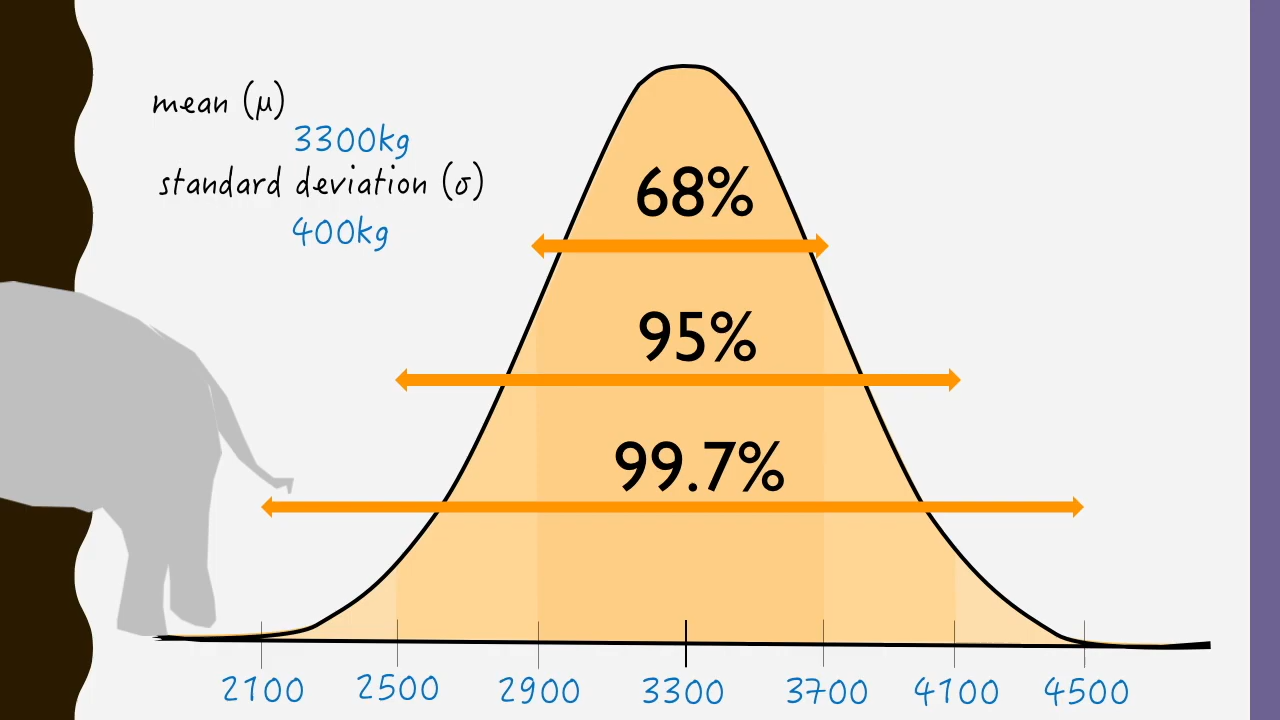 mean (μ)
3300kg
standard deviation (σ)
400kg
68%
95%
99.7%
2100 2500 2900 3300 3700 4100 4500